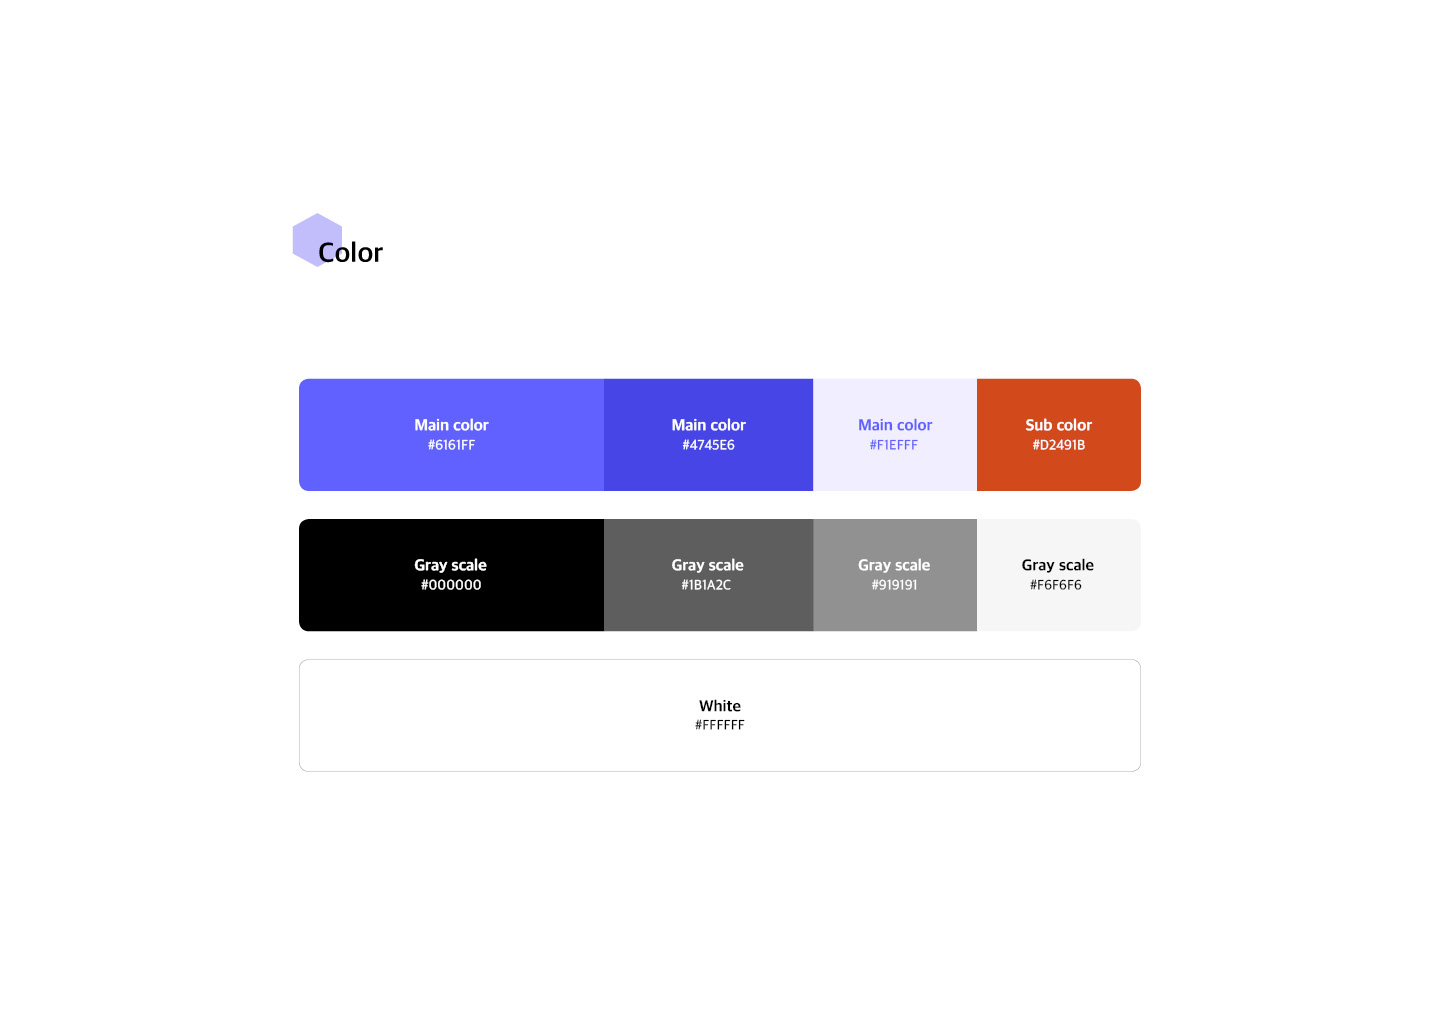 Color
Main color
#6161FF
Main color
#4745E6
Main color
#F1EFFF
Sub color
#D2491B
Gray scale
#000000
Gray scale
#1B1A2C
Gray scale
#919191
Gray scale
#F6F6F6
White
#FFFFFF